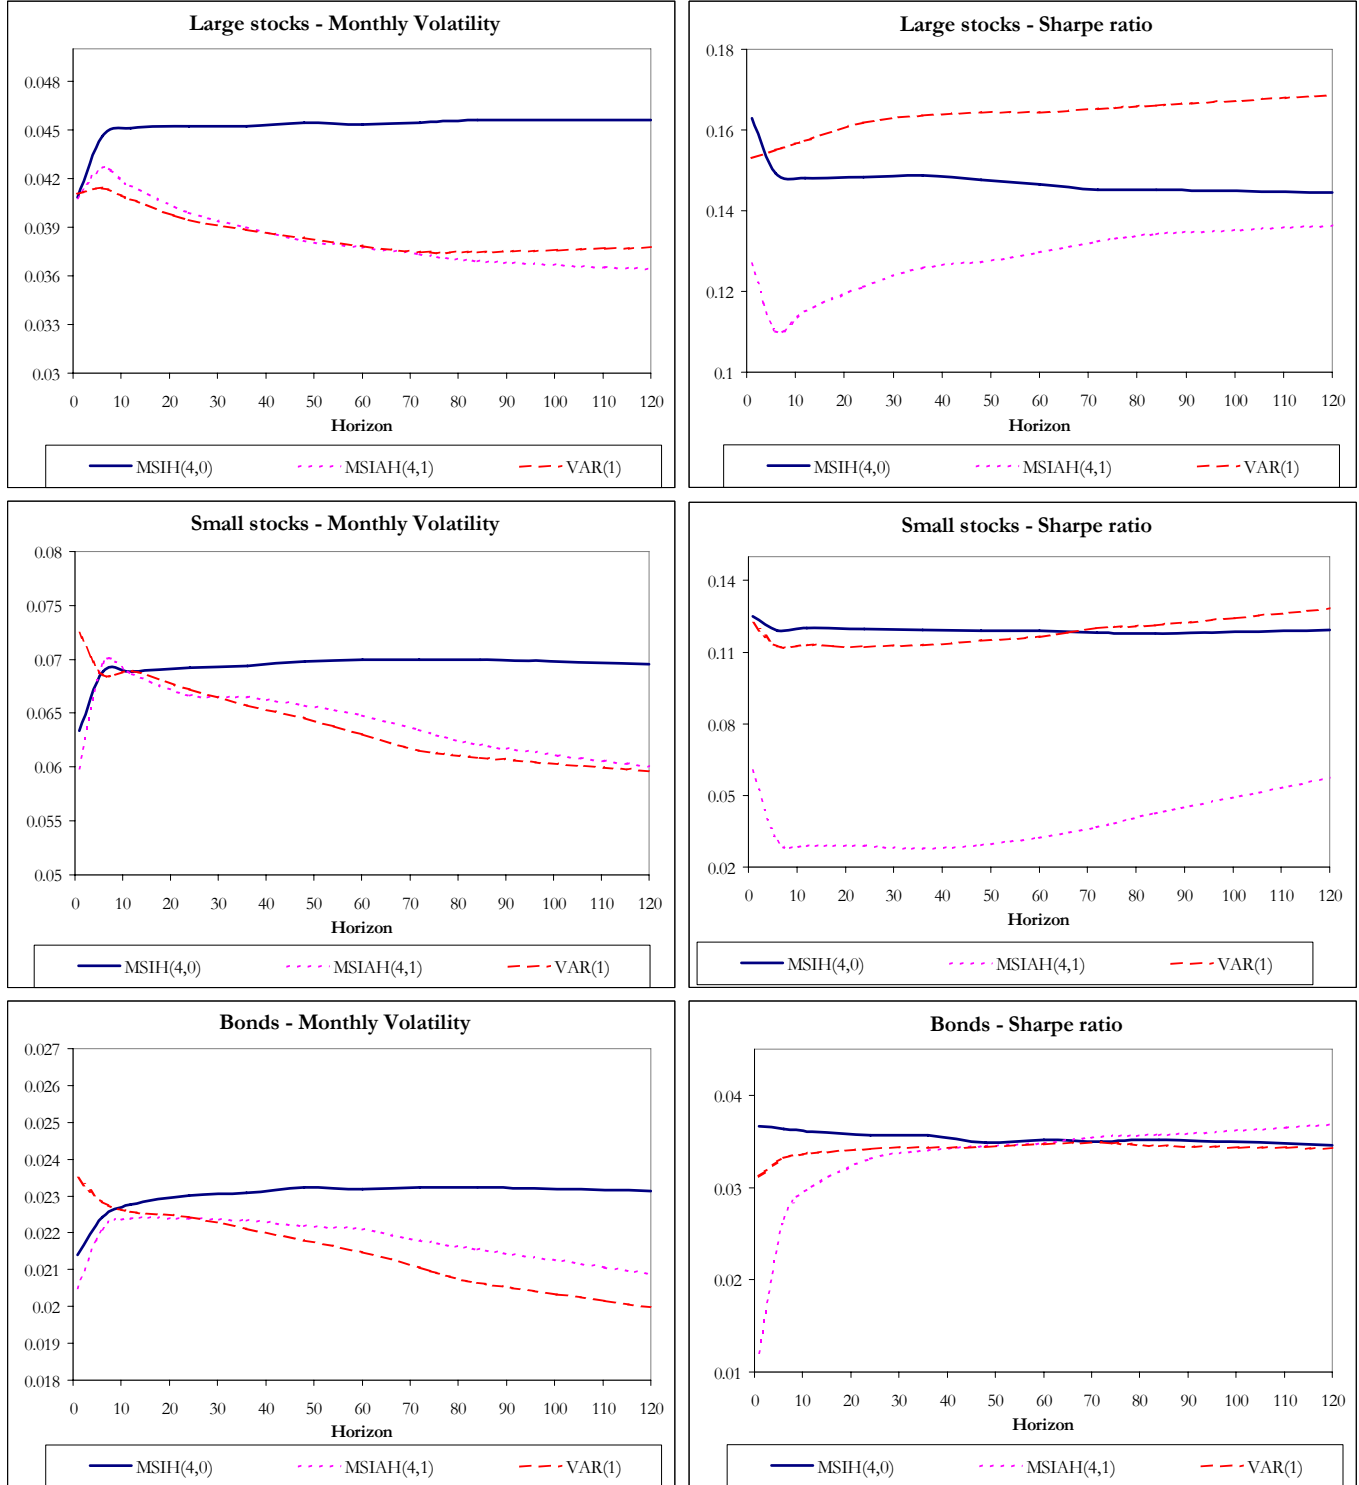 Large stocks - Monthly Volatility
0.048
0.045
0.042
0.039
0.036
0.033
0.03
0 10 20 30 40 50 60 70 80 90 100 110 120
Horizon
MSIH(4,0) MSIAH(4,1) VAR(1)
Large stocks - Sharpe ratio
0.18
0.16
0.14
0.12
0.1
0 10 20 30 40 50 60 70 80 90 100 110 120
Horizon
MSIH(4,0) MSIAH(4,1) VAR(1)
Small stocks - Monthly Volatility
0.08
0.075
0.07
0.065
0.06
0.055
0.05
0 10 20 30 40 50 60 70 80 90 100 110 120
Horizon
MSIH(4,0) MSIAH(4,1) VAR(1)
Small stocks - Sharpe ratio
0.14
0.11
0.08
0.05
0.02
0 10 20 30 40 50 60 70 80 90 100 110 120
Horizon
MSIH(4,0) MSIAH(4,1) VAR(1)
Bonds - Monthly Volatility
0.027
0.026
0.025
0.024
0.023
0.022
0.021
0.02
0.019
0.018
0 10 20 30 40 50 60 70 80 90 100 110 120
Horizon
MSIH(4,0) MSIAH(4,1) VAR(1)
Bonds - Sharpe ratio
0.04
0.03
0.02
0.01
0 10 20 30 40 50 60 70 80 90 100 110 120
Horizon
MSIH(4,0) MSIAH(4,1) VAR(1)